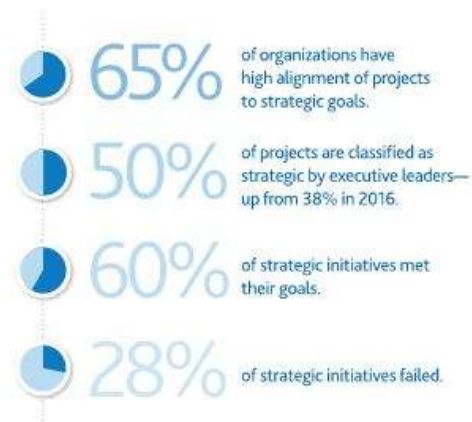 65%
of organizations have
high alignment of projects
to strategic goals.
50%
of projects are classified as
strategic by executive leaders—
up from 38% in 2016.
60%
of strategic initiatives met
their goals.
28%
of strategic initiatives failed.